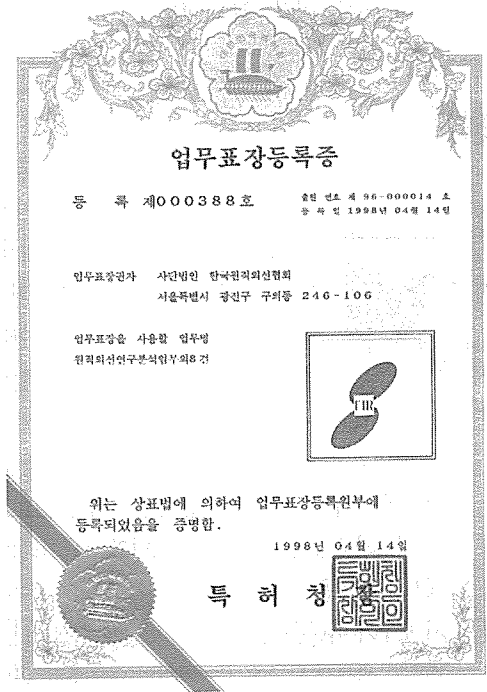 업무표장등록증
등 록 제000388호
출원 번호 제 96-000014 호
등 록 일 1998년 04월 14일
업무표장권자 사단법인 한국원적외선협회
서울특별시 광진구 구의동 246-106
업무표장을 사용할 업무명
원적외선연구분석업무외8건
FIR
위는 상표법에 의하여 업무표장등록원부에
등록되었음을 증명함.
1998년 04월 14일
특 허 청